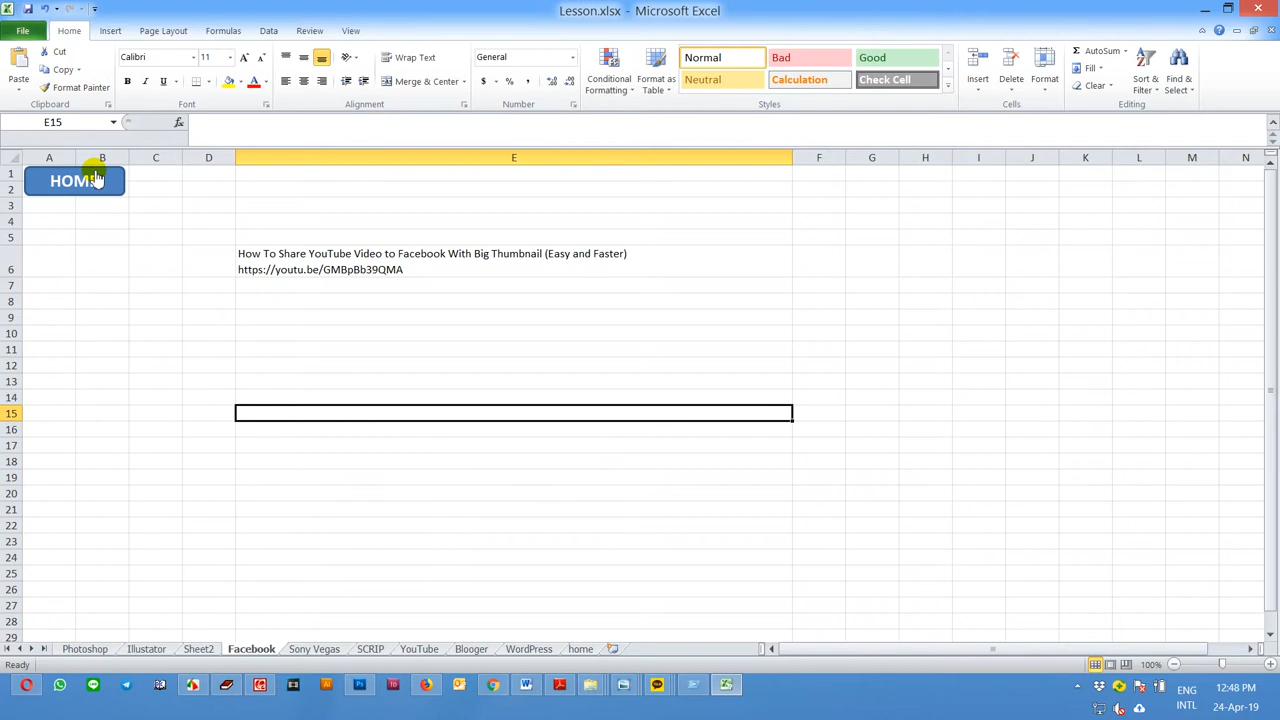 Lesson.xlsx - Microsoft Excel
File Home Insert Page Layout Formulas Data Review View
Cut
Copy
Format Painter
Paste
Clipboard
Calibri 11
B I U
Font
Wrap Text
Merge & Center
Alignment
General
$ % ,
Number
Conditional Formatting
Format as Table
Normal Bad Good
Neutral Calculation Check Cell
Styles
Insert Delete Format
Cells
AutoSum
Fill
Clear
Sort & Filter
Find & Select
Editing
E15 fx
A B C D E F G H I J K L M N
HOM
How To Share YouTube Video to Facebook With Big Thumbnail (Easy and Faster)
https://youtu.be/GMBpBb39QMA
1
2
3
4
5
6
7
8
9
10
11
12
13
14
15
16
17
18
19
20
21
22
23
24
25
26
27
28
29
Photoshop Illustator Sheet2 Facebook Sony Vegas SCRIP YouTube Blooger WordPress home
Ready 100%
ENG
INTL
12:48 PM
24-Apr-19